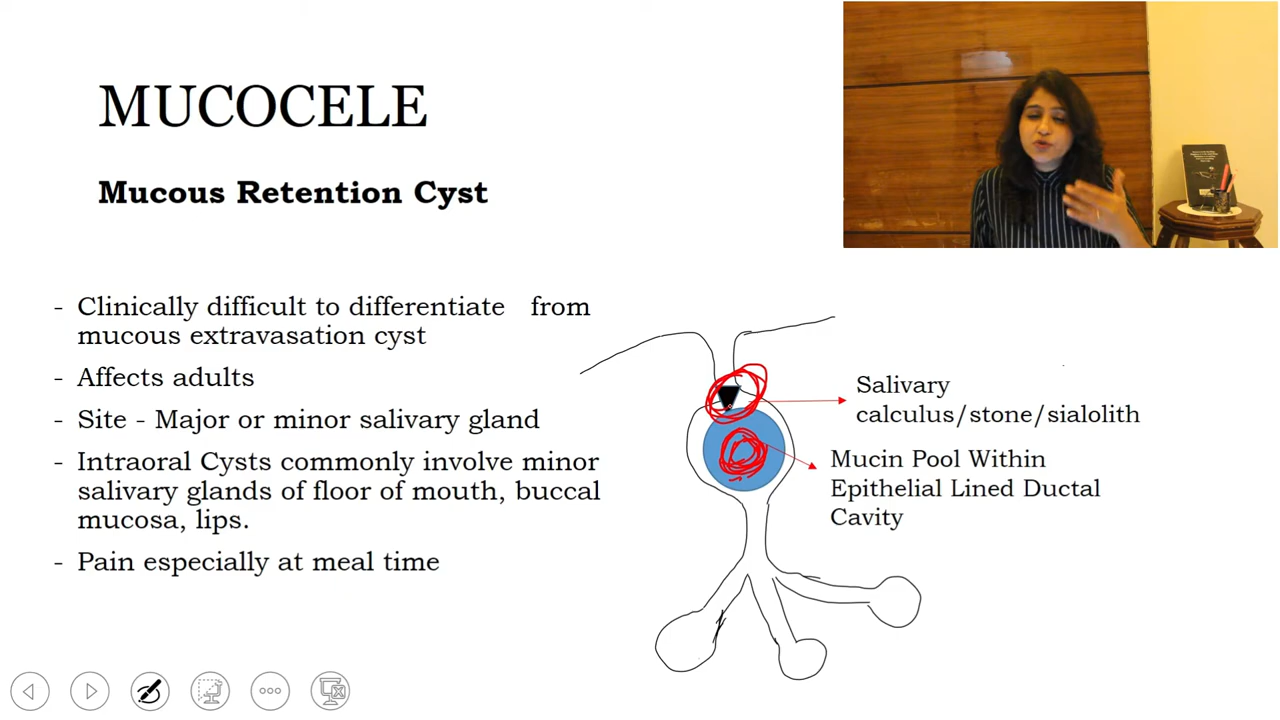 MUCOCELE
Mucous Retention Cyst
- Clinically difficult to differentiate from
mucous extravasation cyst
- Affects adults
- Site - Major or minor salivary gland
- Intraoral Cysts commonly involve minor
salivary glands of floor of mouth, buccal
mucosa, lips.
- Pain especially at meal time
Salivary
calculus/stone/sialolith
Mucin Pool Within
Epithelial Lined Ductal
Cavity